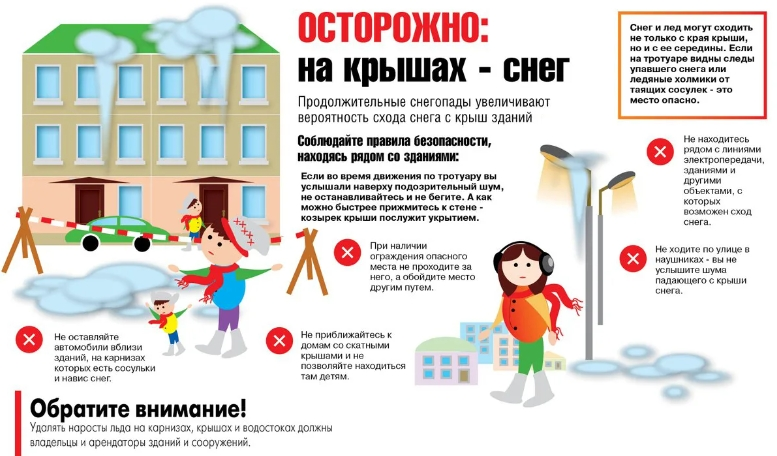 ОСТОРОЖНО:
на крышах - снег
Продолжительные снегопады увеличивают
вероятность схода снега с крыш зданий
Соблюдайте правила безопасности,
находясь рядом со зданиями:
Если во время движения по тротуару вы
услышали наверху подозрительный шум,
не останавливайтесь и не бегите. А как
можно быстрее прижмитесь к стене -
козырек крыши послужит укрытием.
Снег и лед могут сходить
не только с края крыши,
но и с ее середины. Если
на тротуаре видны следы
упавшего снега или
ледяные холмики от
таящих сосулек - это
место опасно.
Не находитесь
рядом с линиями
электропередачи,
зданиями и
другими
объектами, с
которых
возможен сход
снега.
При наличии
ограждения опасного
места не проходите за
него, а обойдите место
другим путем.
Не ходите по улице в
наушниках - вы не
услышите шума
падающего с крыши
снега.
Не оставляйте
автомобили вблизи
зданий, на карнизах
которых есть сосульки
и навис снег.
Не приближайтесь к
домам со скатными
крышами и не
позволяйте находиться
там детям.
Обратите внимание!
Удалять наросты льда на карнизах, крышах и водостоках должны
владельцы и арендаторы зданий и сооружений.